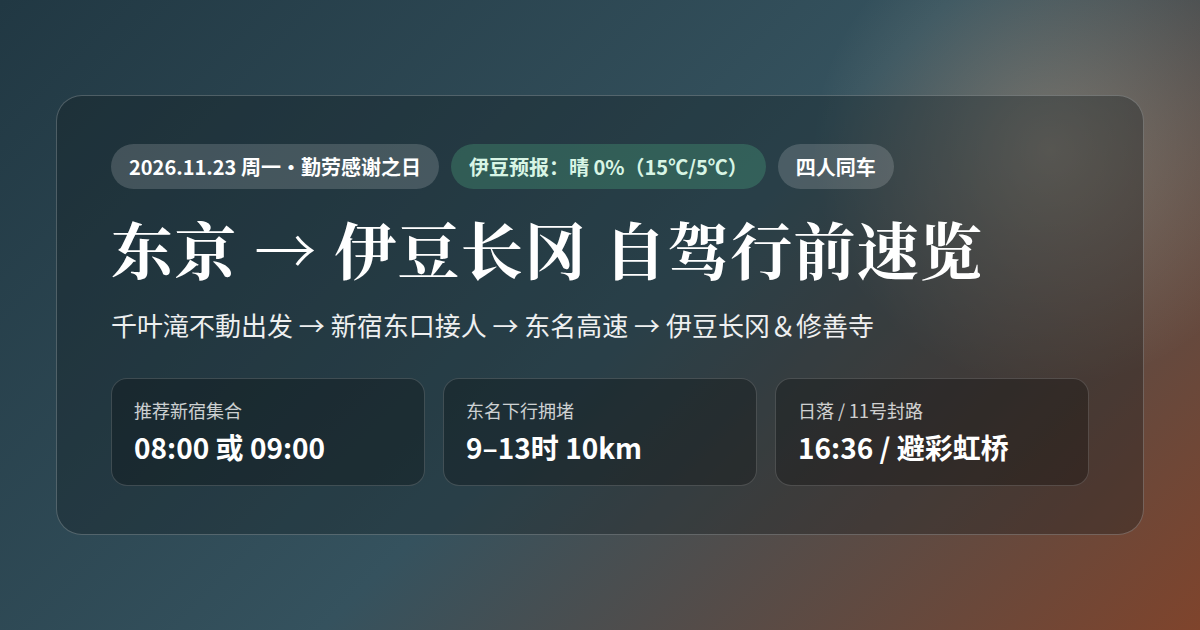 2026.11.23 周一·勤劳感谢之日
伊豆预报：晴 0%（15℃/5℃）
四人同车
东京 → 伊豆长冈 自驾行前速览
千叶滝不動出发 → 新宿东口接人 → 东名高速 → 伊豆长冈＆修善寺
推荐新宿集合
08:00 或 09:00
东名下行拥堵
9–13时 10km
日落 / 11号封路
16:36 / 避彩虹桥